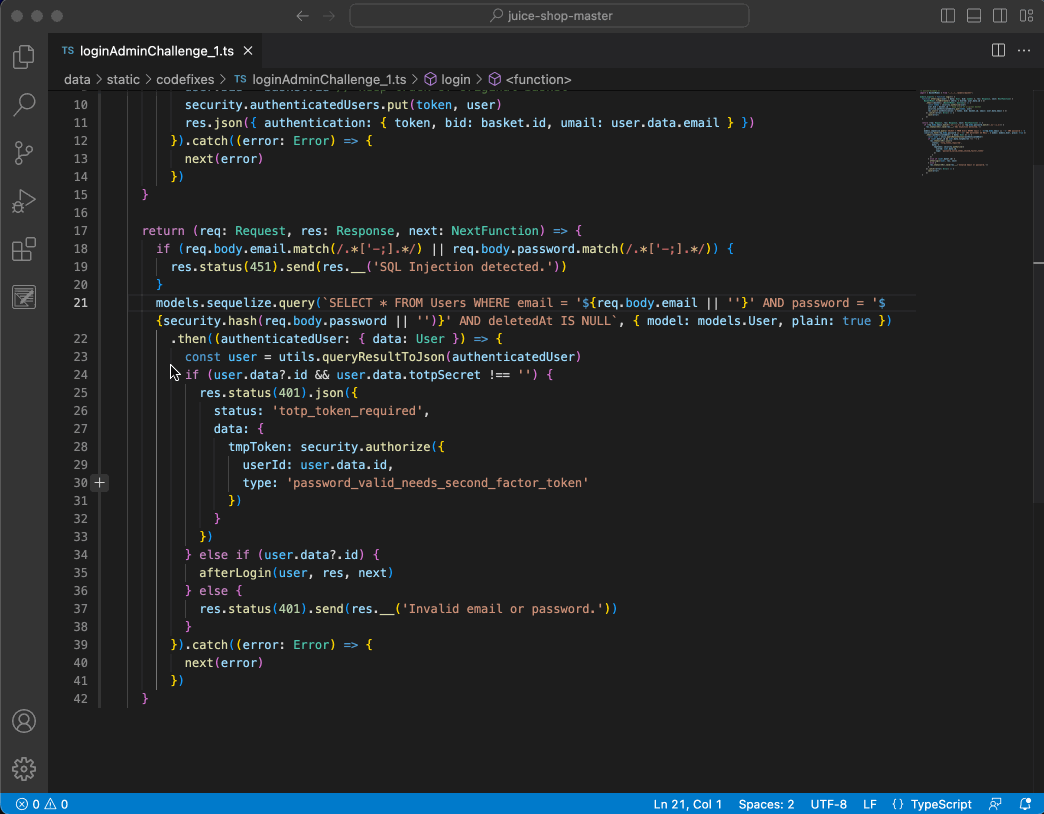 juice-shop-master
TS loginAdminChallenge_1.ts
data > static > codefixes > TS loginAdminChallenge_1.ts > login > <function>
10 security.authenticatedUsers.put(token, user)
11 res.json({ authentication: { token, bid: basket.id, umail: user.data.email } })
12 }).catch((error: Error) => {
13 next(error)
14 })
15 }
16
17 return (req: Request, res: Response, next: NextFunction) => {
18 if (req.body.email.match(/.*['-;].*/) || req.body.password.match(/.*['-;].*/)) {
19 res.status(451).send(res.__('SQL Injection detected.'))
20 }
21 models.sequelize.query(`SELECT * FROM Users WHERE email = '${req.body.email || ''}' AND password = '$
{security.hash(req.body.password || '')}' AND deletedAt IS NULL`, { model: models.User, plain: true })
22 .then((authenticatedUser: { data: User }) => {
23 const user = utils.queryResultToJson(authenticatedUser)
24 if (user.data?.id && user.data.totpSecret !== '') {
25 res.status(401).json({
26 status: 'totp_token_required',
27 data: {
28 tmpToken: security.authorize({
29 userId: user.data.id,
30 type: 'password_valid_needs_second_factor_token'
31 })
32 }
33 })
34 } else if (user.data?.id) {
35 afterLogin(user, res, next)
36 } else {
37 res.status(401).send(res.__('Invalid email or password.'))
38 }
39 }).catch((error: Error) => {
40 next(error)
41 })
42 }
0 0 Ln 21, Col 1 Spaces: 2 UTF-8 LF {} TypeScript